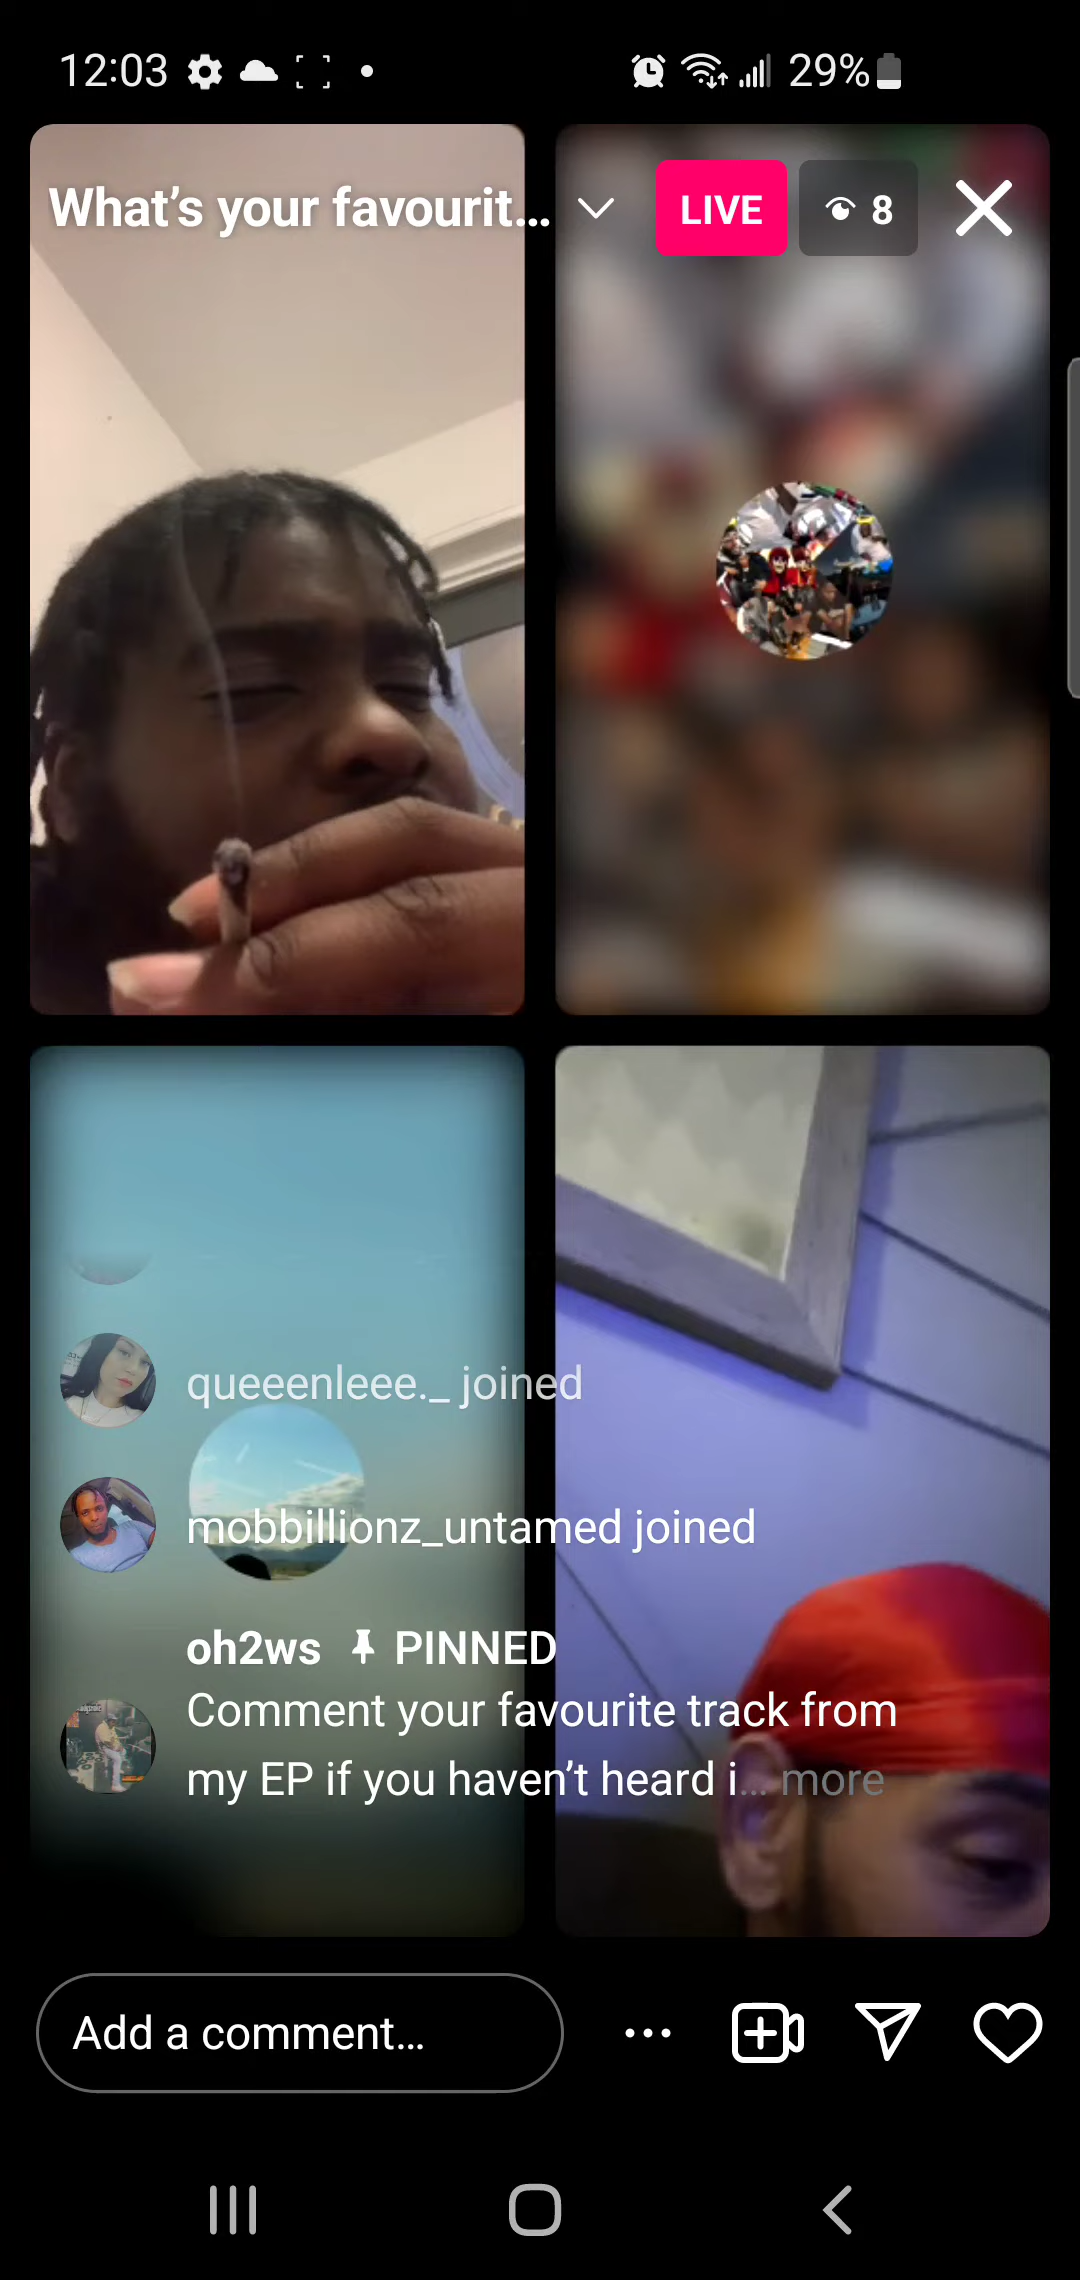 12:03
29%
What's your favourit...
LIVE
8
queeenleee._ joined
mobbillionz_untamed joined
oh2ws PINNED
Comment your favourite track from
my EP if you haven't heard i... more
Add a comment...